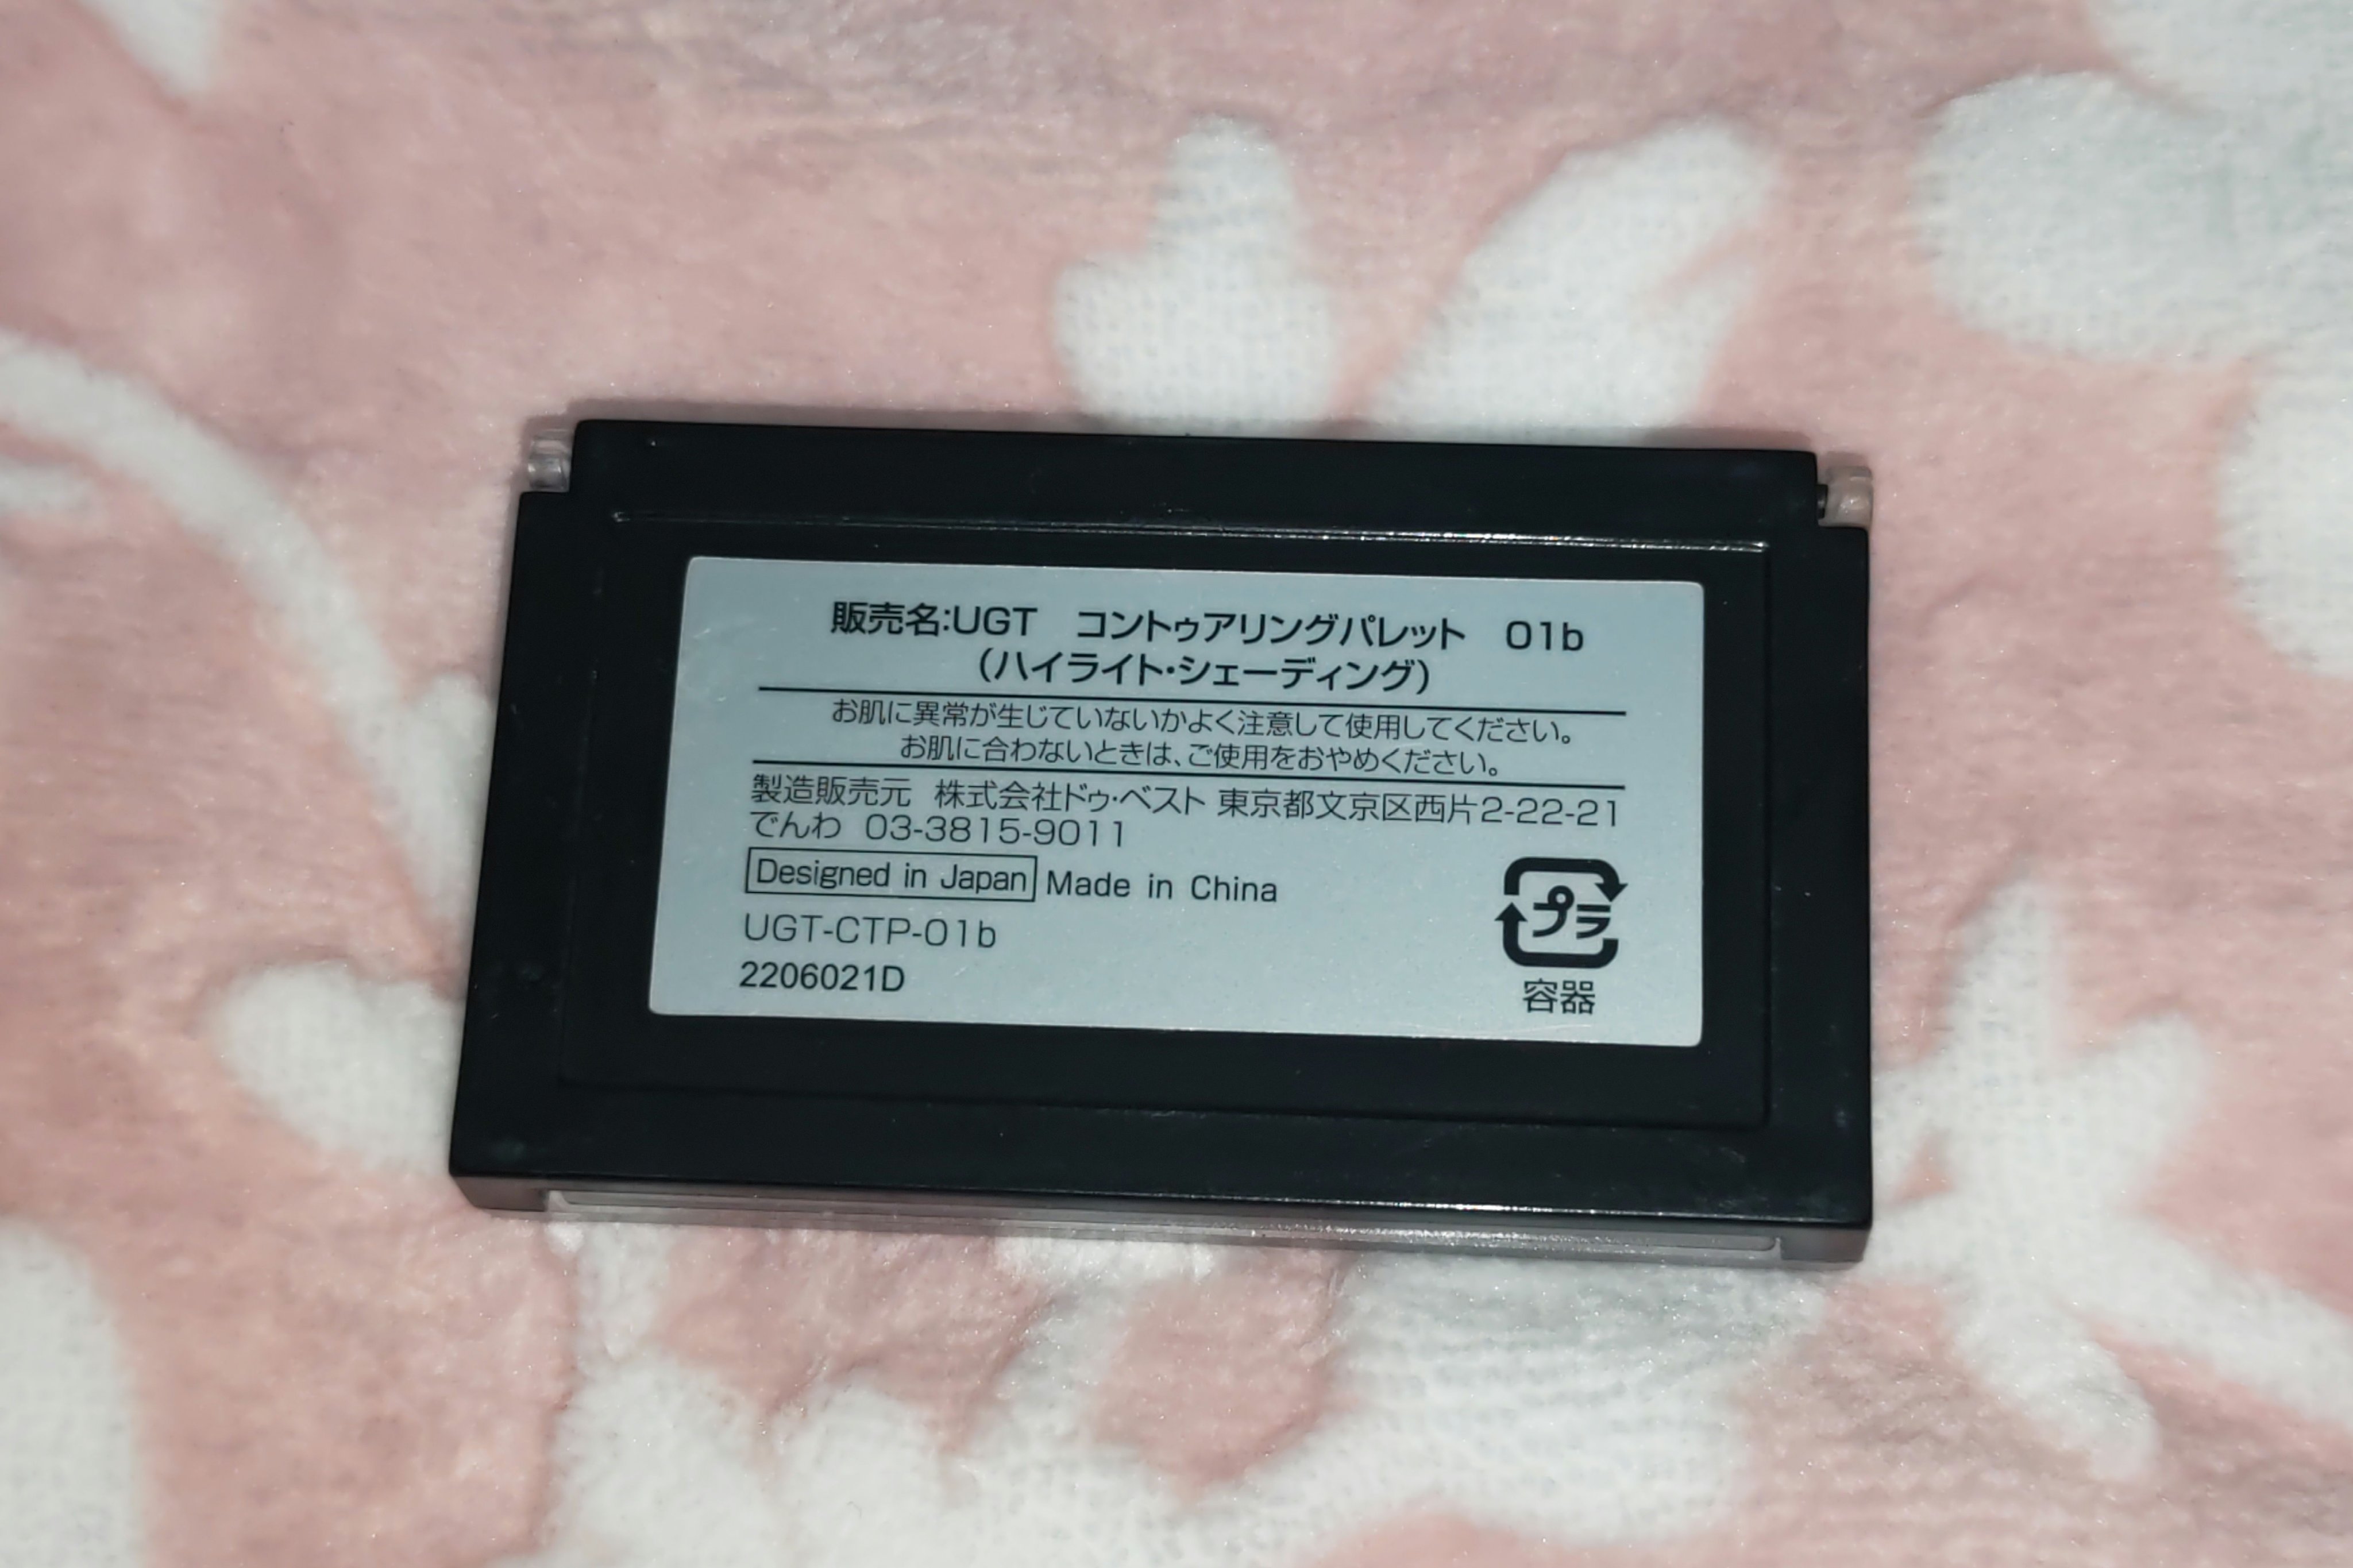 販売名:UGT　コントゥアリングパレット　01b
(ハイライト・シェーディング)
お肌に異常が生じていないかよく注意して使用してください。
お肌に合わないときは、ご使用をおやめください。
製造販売元 株式会社ドゥ・ベスト 東京都文京区西片2-22-21
でんわ 03-3815-9011
Designed in Japan Made in China
UGT-CTP-01b
2206021D
プラ
容器